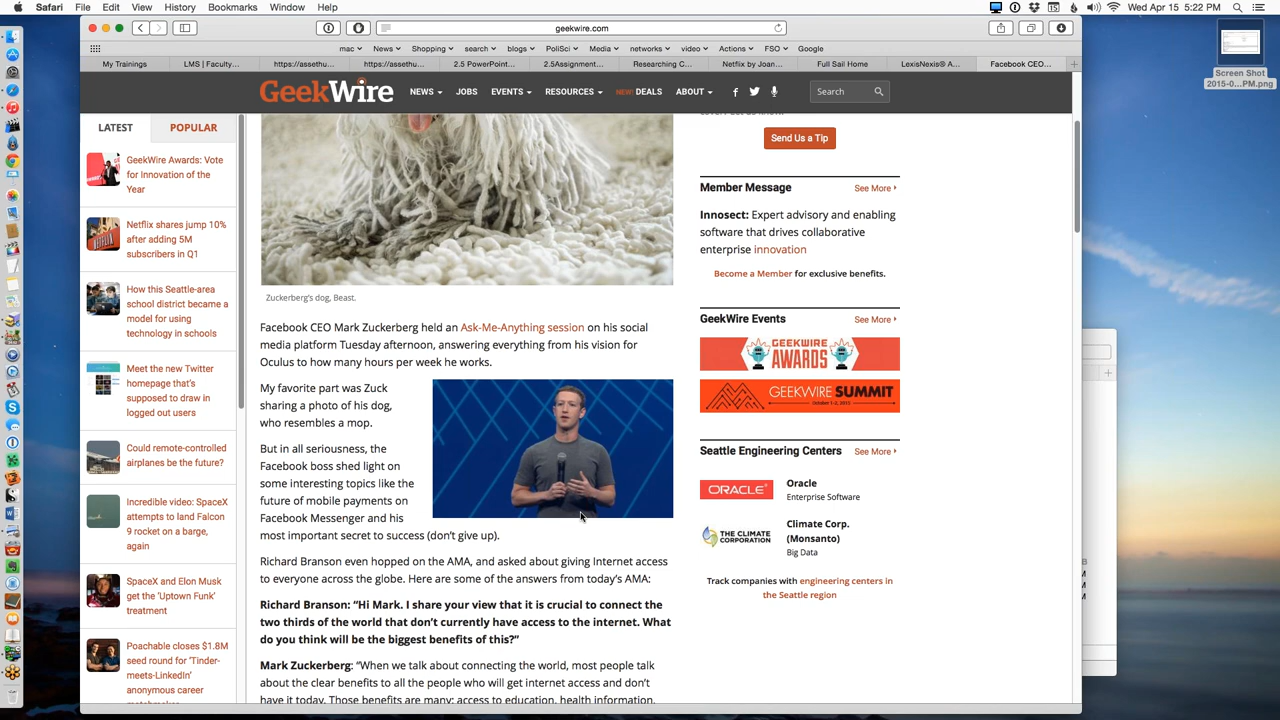 Safari File Edit View History Bookmarks Window Help
Wed Apr 15 5:22 PM
geekwire.com
mac News Shopping search blogs PoliSci Media networks video Actions FSO Google
My Trainings LMS | Faculty... https://assethu... https://assethu... 2.5 PowerPoint... 2.5Assignment... Researching C... Netflix by Joan... Full Sail Home LexisNexis® A... Facebook CEO...
Screen Shot
2015-0...PM.png
GeekWire NEWS JOBS EVENTS RESOURCES NEW! DEALS ABOUT Search
LATEST POPULAR
GeekWire Awards: Vote
for Innovation of the
Year
Netflix shares jump 10%
after adding 5M
subscribers in Q1
How this Seattle-area
school district became a
model for using
technology in schools
Meet the new Twitter
homepage that's
supposed to draw in
logged out users
Could remote-controlled
airplanes be the future?
Incredible video: SpaceX
attempts to land Falcon
9 rocket on a barge,
again
SpaceX and Elon Musk
get the 'Uptown Funk'
treatment
Poachable closes $1.8M
seed round for 'Tinder-
meets-LinkedIn'
anonymous career
Zuckerberg's dog, Beast.
Facebook CEO Mark Zuckerberg held an Ask-Me-Anything session on his social
media platform Tuesday afternoon, answering everything from his vision for
Oculus to how many hours per week he works.
My favorite part was Zuck
sharing a photo of his dog,
who resembles a mop.
But in all seriousness, the
Facebook boss shed light on
some interesting topics like the
future of mobile payments on
Facebook Messenger and his
most important secret to success (don't give up).
Richard Branson even hopped on the AMA, and asked about giving Internet access
to everyone across the globe. Here are some of the answers from today's AMA:
Richard Branson: "Hi Mark. I share your view that it is crucial to connect the
two thirds of the world that don't currently have access to the internet. What
do you think will be the biggest benefits of this?"
Mark Zuckerberg: "When we talk about connecting the world, most people talk
about the clear benefits to all the people who will get internet access and don't
have it today. Those benefits are many: access to education, health information,
Send Us a Tip
Member Message See More
Innosect: Expert advisory and enabling
software that drives collaborative
enterprise innovation
Become a Member for exclusive benefits.
GeekWire Events See More
GEEKWIRE
AWARDS
GEEKWIRE SUMMIT
October 1-2, 2015
Seattle Engineering Centers See More
ORACLE Oracle
Enterprise Software
THE CLIMATE
CORPORATION
Climate Corp.
(Monsanto)
Big Data
Track companies with engineering centers in
the Seattle region